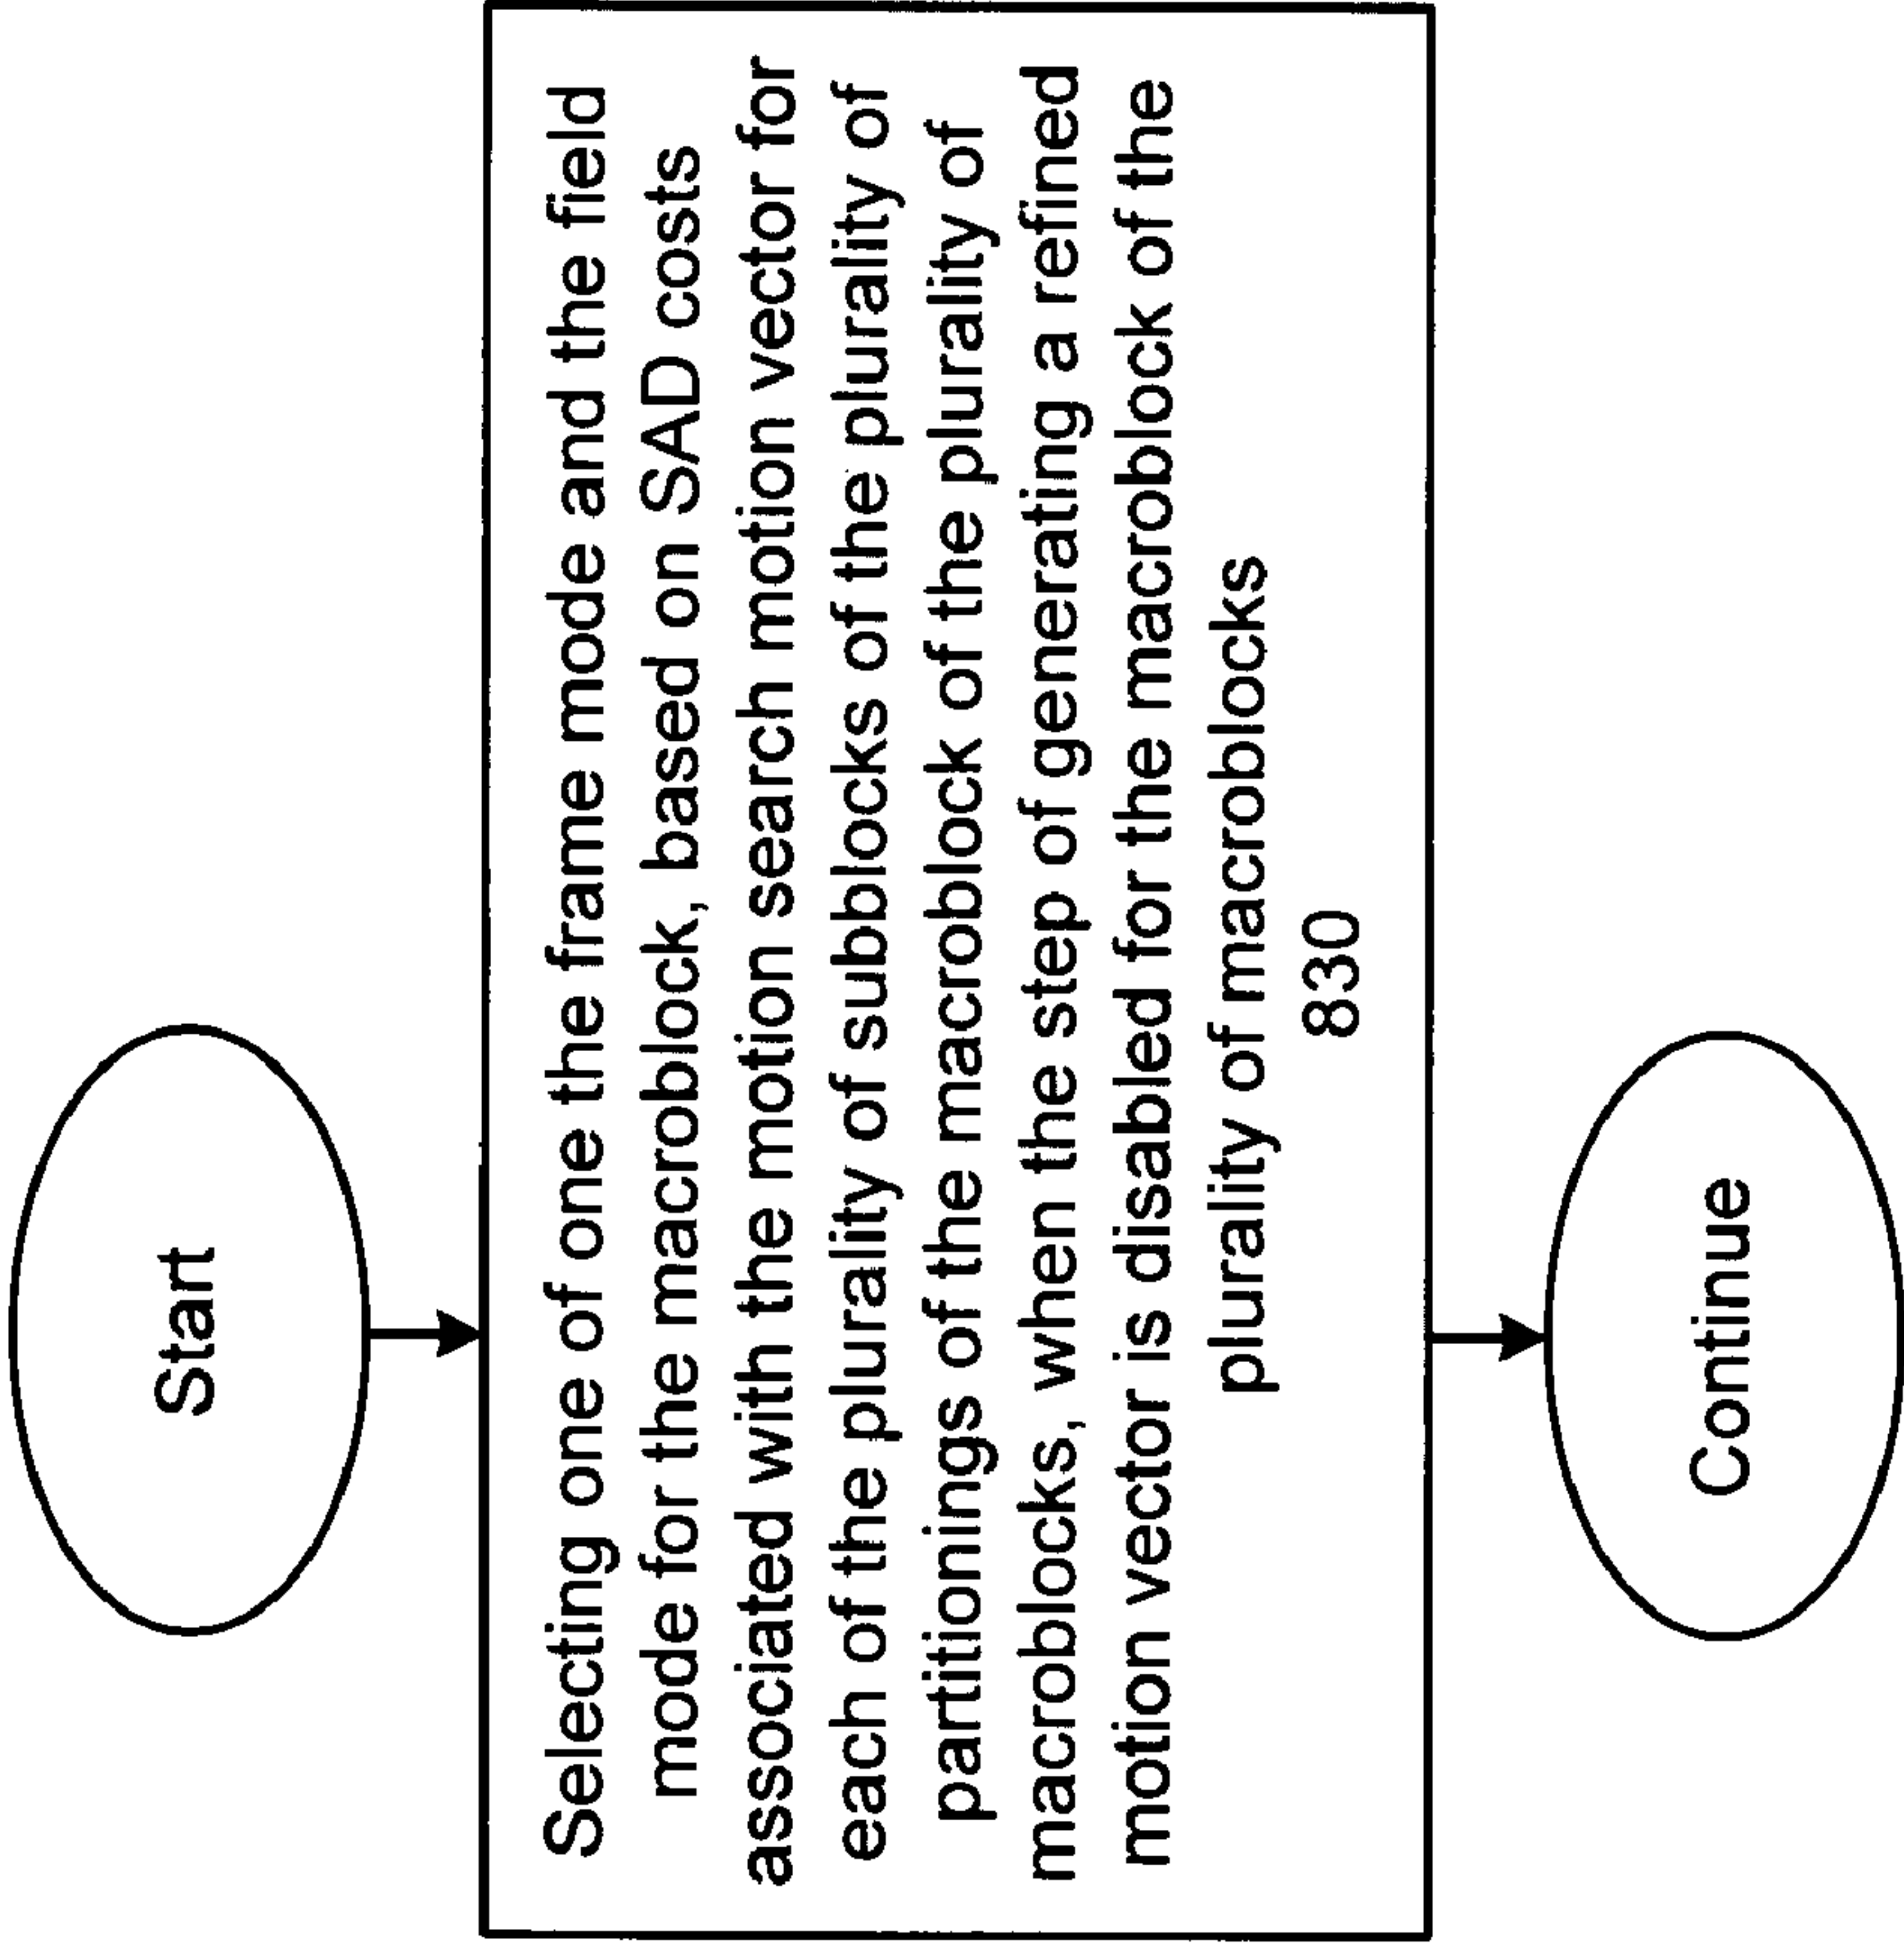 Start
Selecting one of one the frame mode and the field
mode for the macroblock, based on SAD costs
associated with the motion search motion vector for
each of the plurality of subblocks of the plurality of
partitionings of the macroblock of the plurality of
macroblocks, when the step of generating a refined
motion vector is disabled for the macroblock of the
plurality of macroblocks
830
Continue